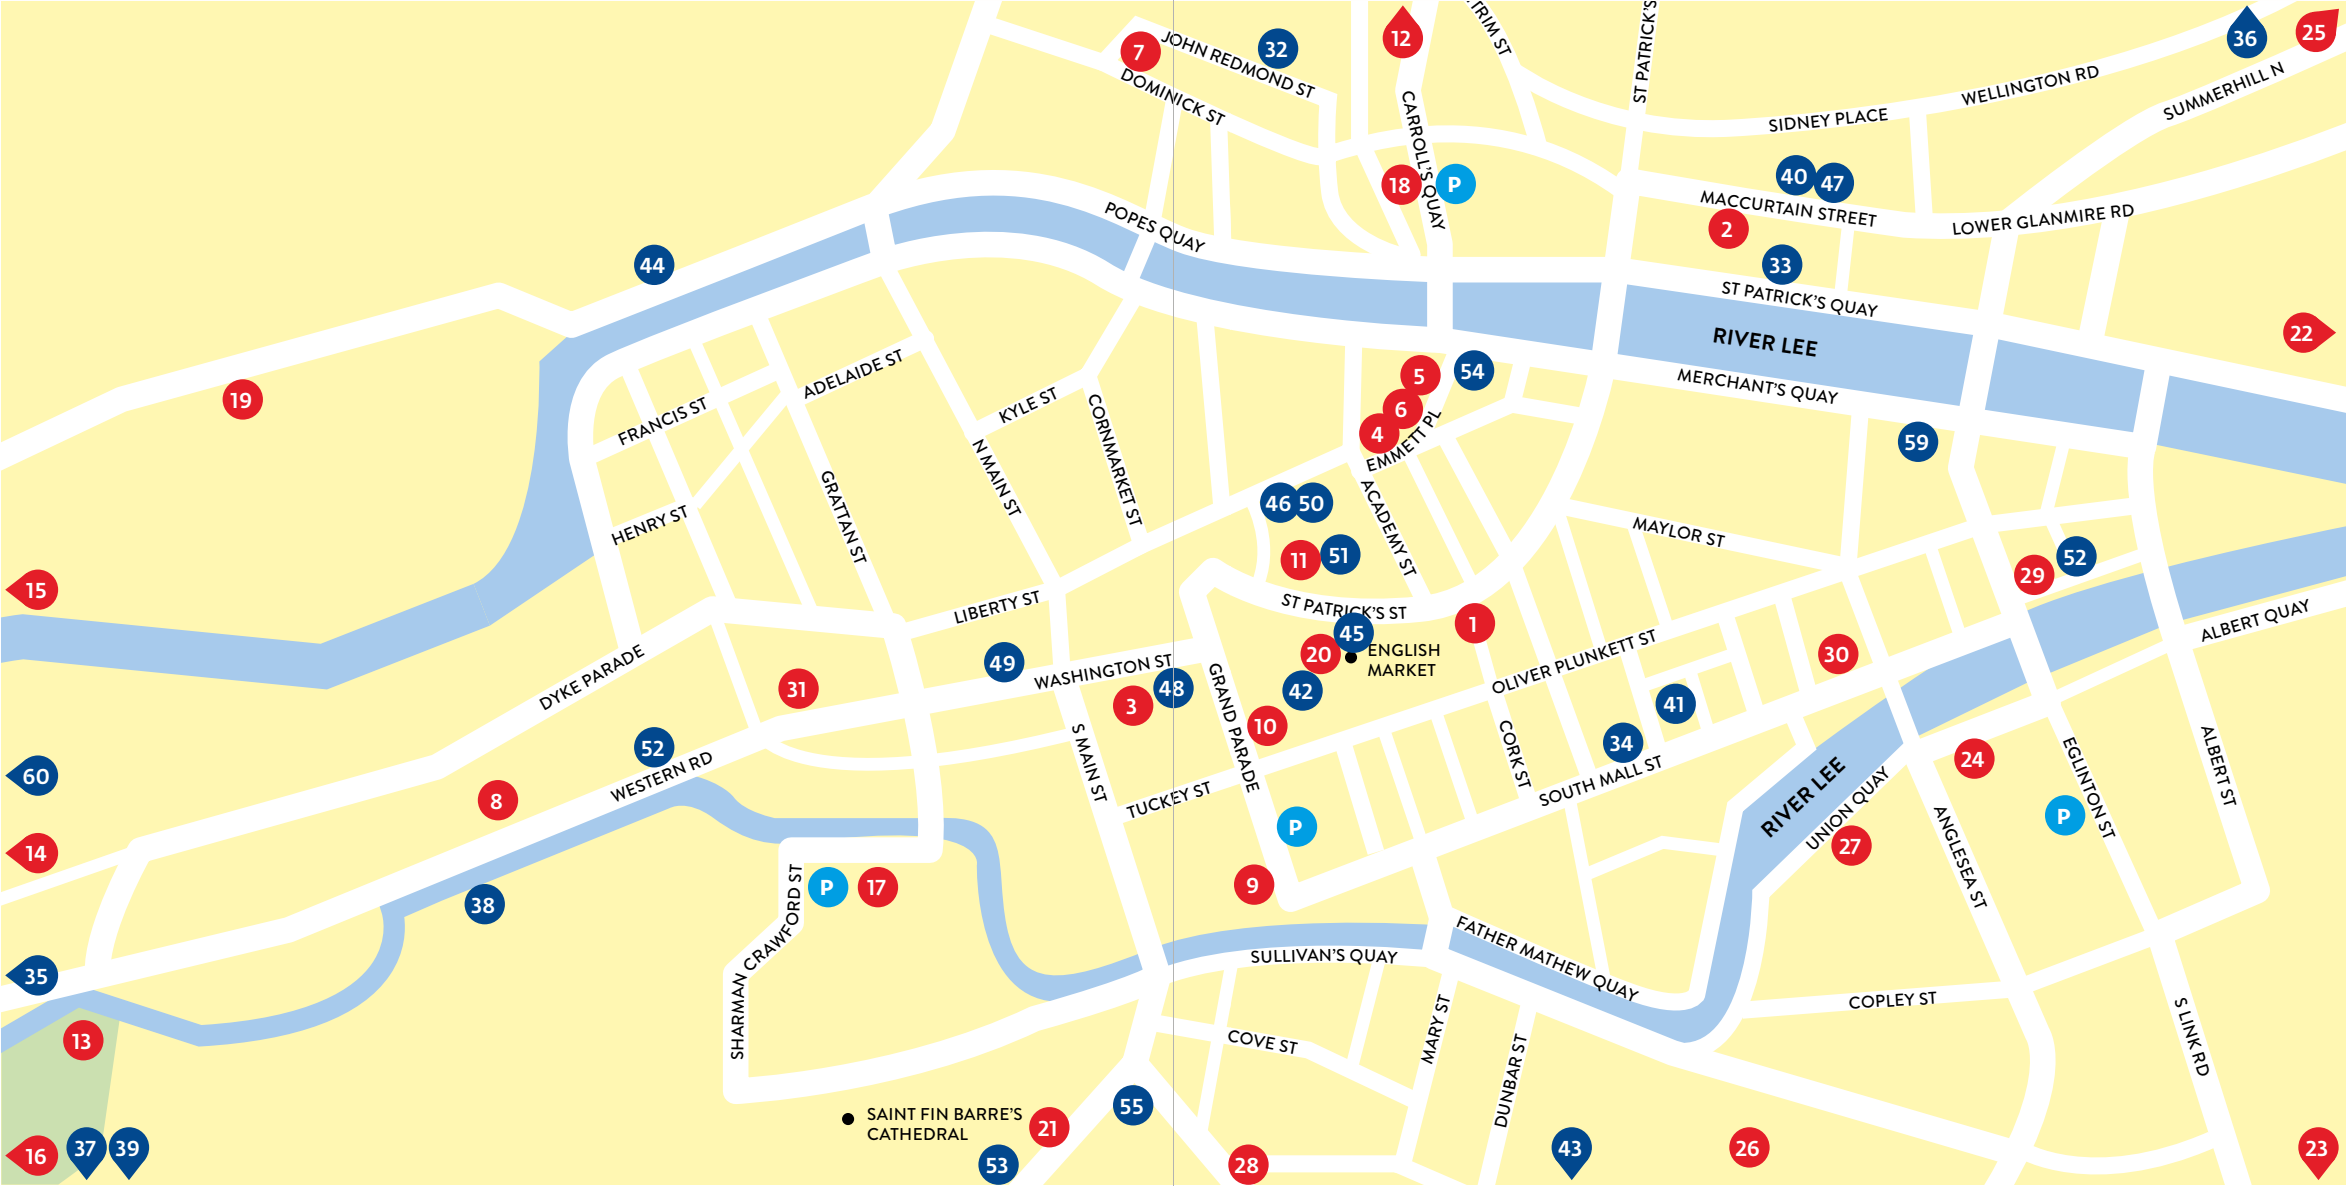 7
JOHN REDMOND ST
32
12
TRIM ST
ST PATRICK'S
36
25
DOMINICK ST
CARROLL'S QUAY
SIDNEY PLACE
WELLINGTON RD
SUMMERHILL N
18
P
40
47
MACCURTAIN STREET
2
LOWER GLANMIRE RD
POPES QUAY
44
33
ST PATRICK'S QUAY
RIVER LEE
22
MERCHANT'S QUAY
19
FRANCIS ST
ADELAIDE ST
KYLE ST
CORNMARKET ST
5
54
6
4
EMMETT PL
59
N MAIN ST
GRATTAN ST
HENRY ST
46
50
ACADEMY ST
11
51
MAYLOR ST
29
52
15
LIBERTY ST
ST PATRICK'S ST
45
1
ENGLISH
MARKET
20
42
ALBERT QUAY
DYKE PARADE
49
WASHINGTON ST
31
3
48
GRAND PARADE
10
OLIVER PLUNKETT ST
30
41
34
52
WESTERN RD
S MAIN ST
TUCKEY ST
CORK ST
SOUTH MALL ST
RIVER LEE
UNION QUAY
24
EGLINTON ST
ALBERT ST
60
8
14
P
P
27
ANGLESEA ST
38
SHARMAN CRAWFORD ST
P
17
9
35
SULLIVAN'S QUAY
FATHER MATHEW QUAY
COPLEY ST
13
COVE ST
MARY ST
DUNBAR ST
S LINK RD
SAINT FIN BARRE'S
CATHEDRAL
21
55
53
28
43
26
23
16
37
39